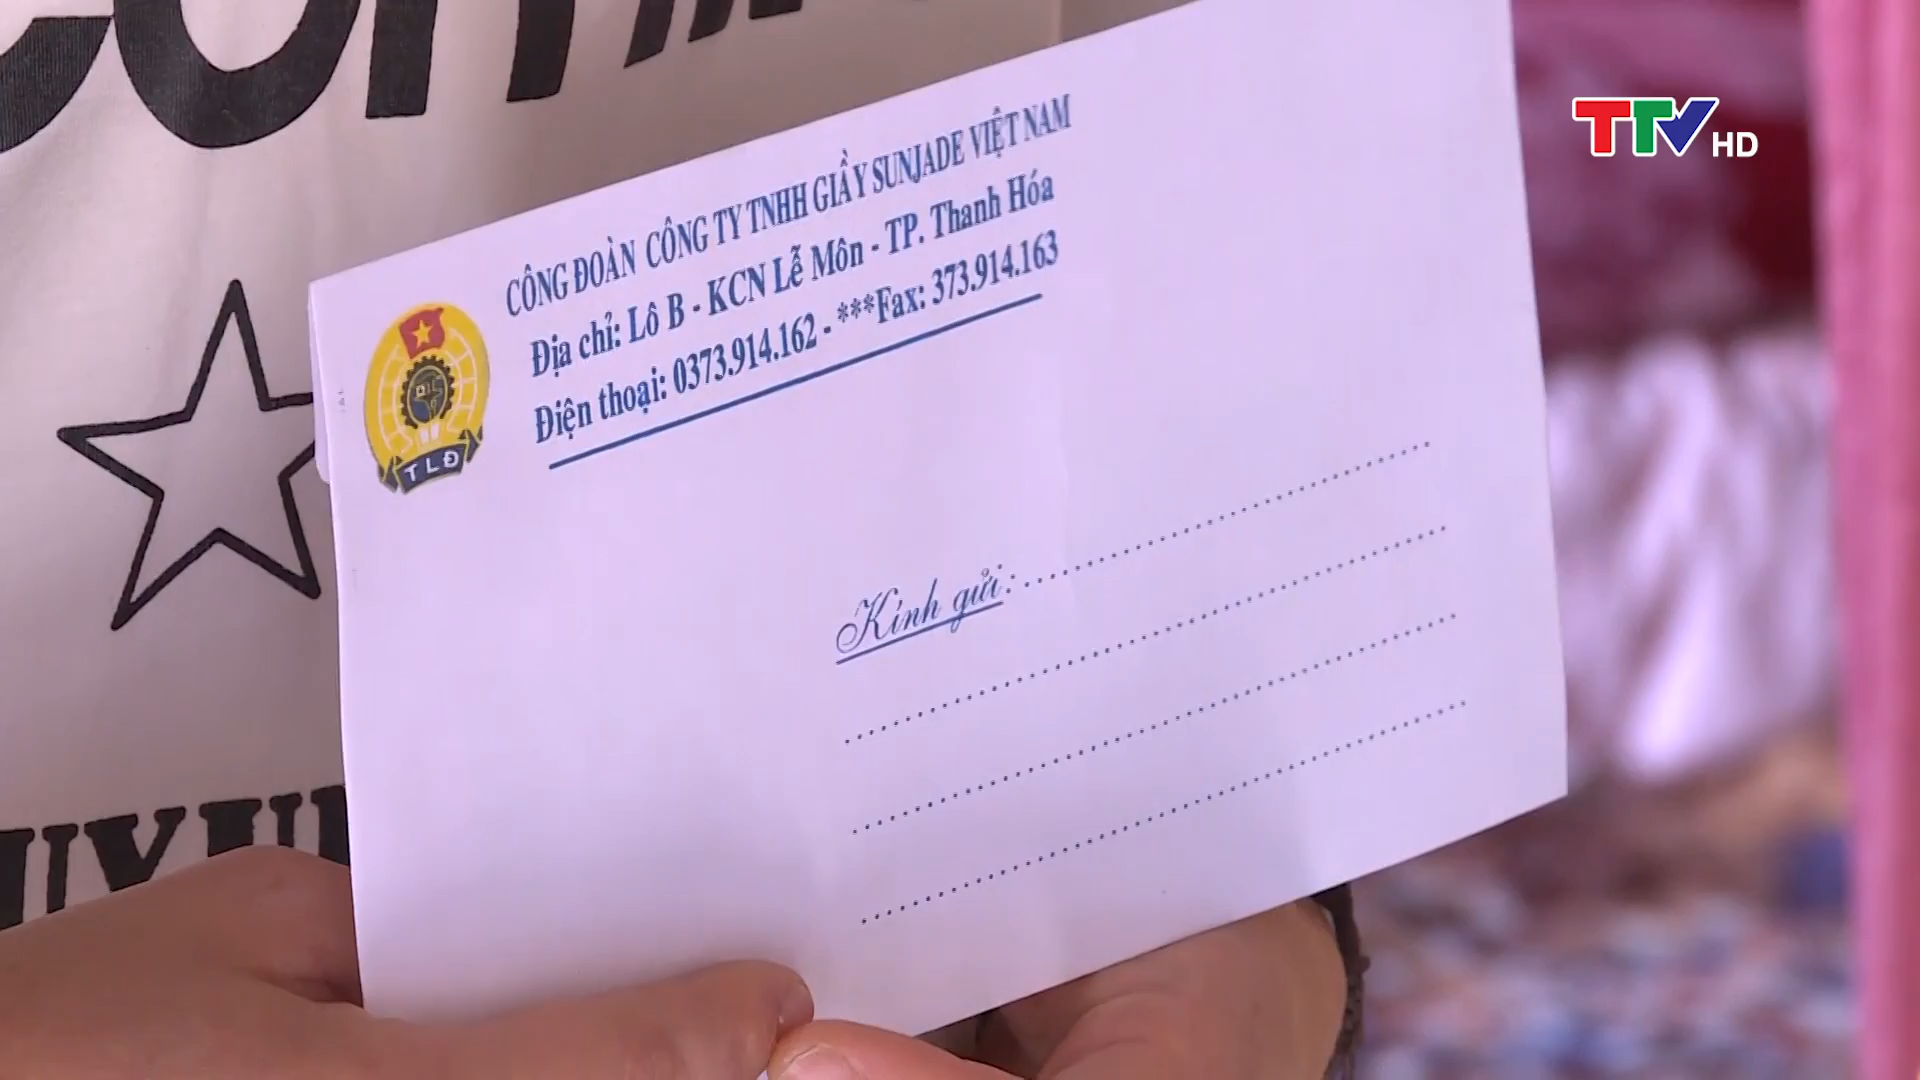 TTV HD
CÔNG ĐOÀN CÔNG TY TNHH GIẦY SUNJADE VIỆT NAM
Địa chỉ: Lô B - KCN Lễ Môn - TP. Thanh Hóa
Điện thoại: 0373.914.162 - ***Fax: 373.914.163
TLĐ
Kính gửi: